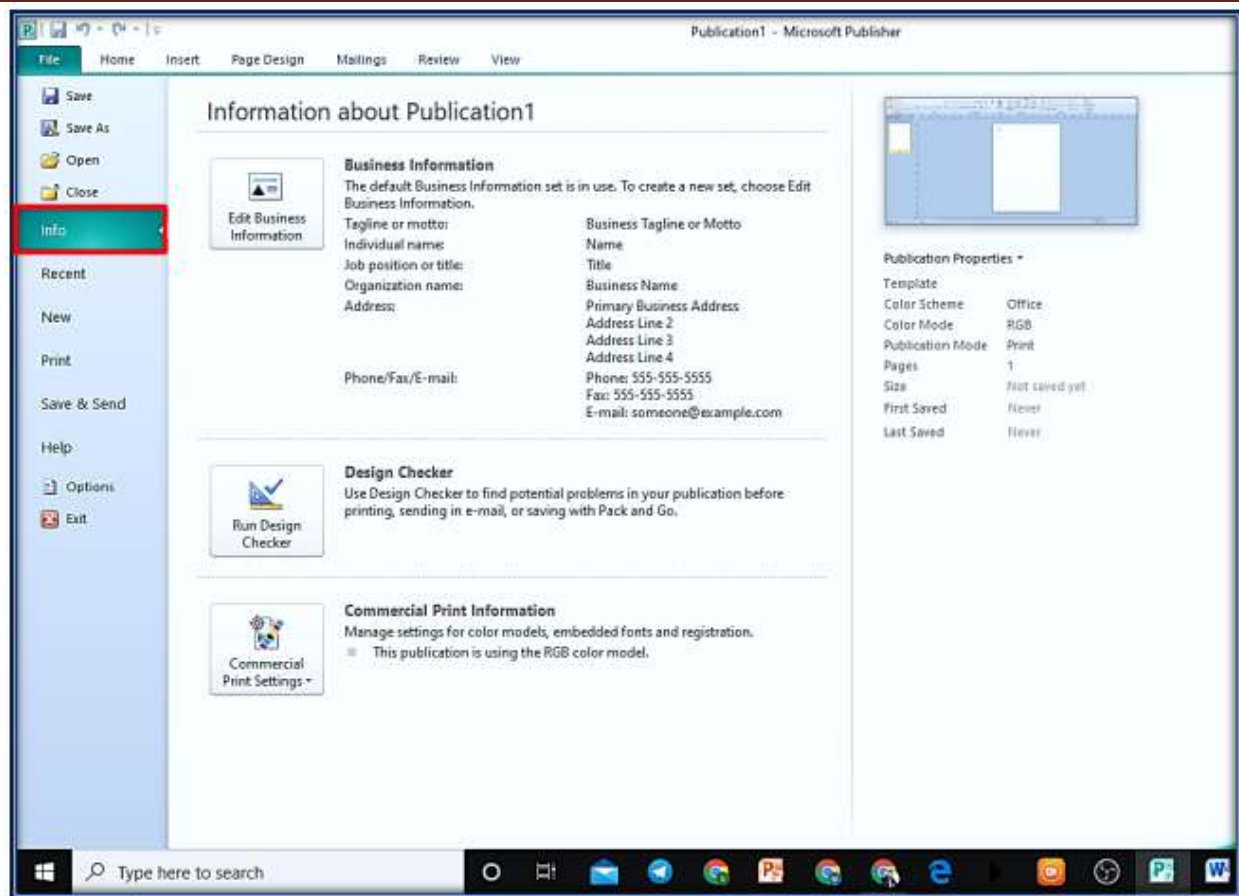 Publication1 - Microsoft Publisher
File Home Insert Page Design Mailings Review View
Save
Save As
Open
Close
Info
Recent
New
Print
Save & Send
Help
Options
Exit
Information about Publication1
Edit Business
Information
Business Information
The default Business Information set is in use. To create a new set, choose Edit
Business Information.
Tagline or motto: Business Tagline or Motto
Individual name: Name
Job position or title: Title
Organization name: Business Name
Address: Primary Business Address
Address Line 2
Address Line 3
Address Line 4
Phone/Fax/E-mail: Phone: 555-555-5555
Fax: 555-555-5555
E-mail: someone@example.com
Run Design
Checker
Design Checker
Use Design Checker to find potential problems in your publication before
printing, sending in e-mail, or saving with Pack and Go.
Commercial
Print Settings
Commercial Print Information
Manage settings for color models, embedded fonts and registration.
This publication is using the RGB color model.
Publication Properties
Template
Color Scheme Office
Color Mode RGB
Publication Mode Print
Pages 1
Size Not saved yet
First Saved Never
Last Saved Never
Type here to search